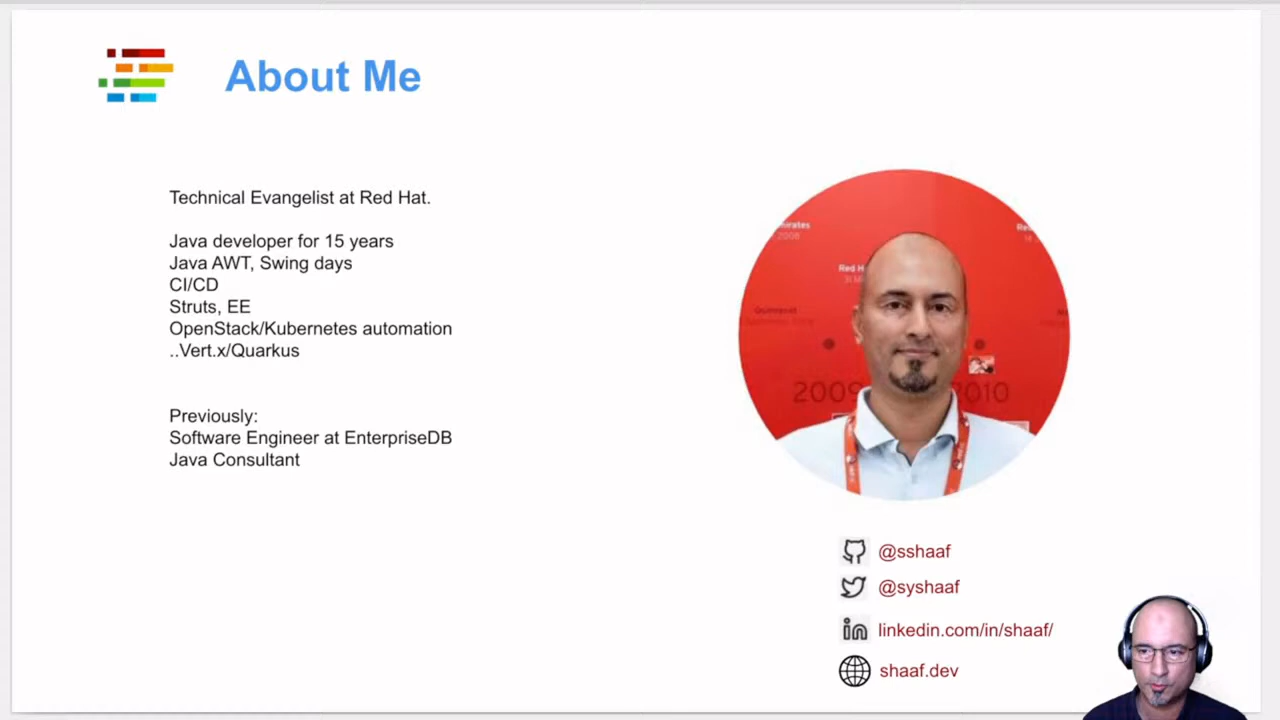 About Me
Technical Evangelist at Red Hat.
Java developer for 15 years
Java AWT, Swing days
CI/CD
Struts, EE
OpenStack/Kubernetes automation
..Vert.x/Quarkus
Previously:
Software Engineer at EnterpriseDB
Java Consultant
2009
2010
@sshaaf
@syshaaf
linkedin.com/in/shaaf/
shaaf.dev